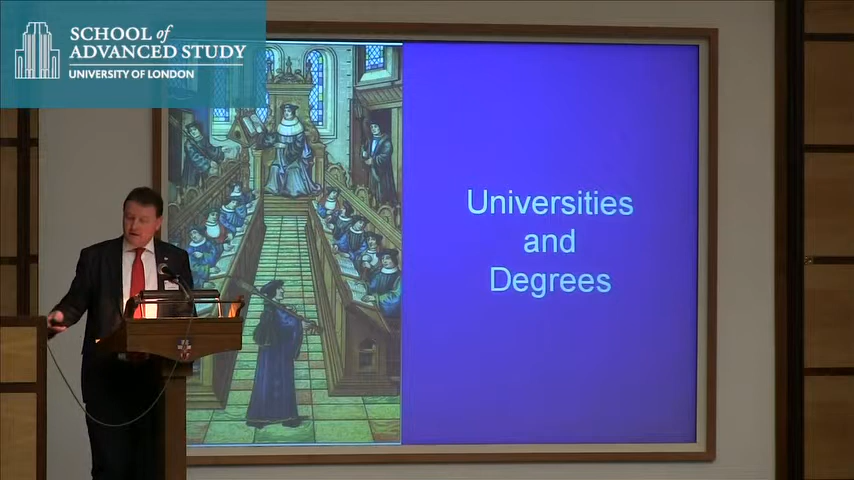 SCHOOL of
ADVANCED STUDY
UNIVERSITY OF LONDON
Universities
and
Degrees